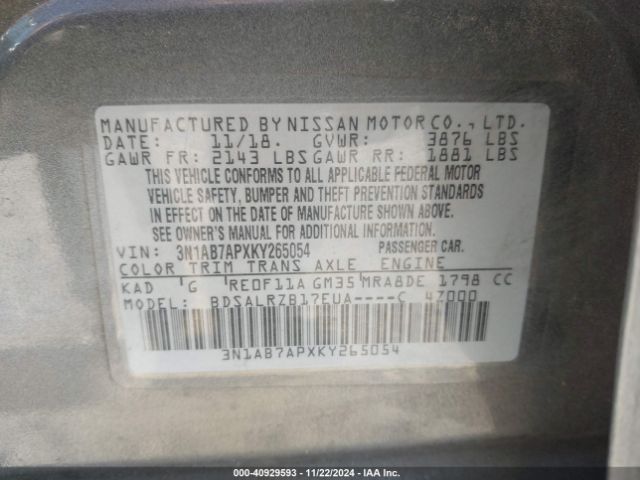 MANUFACTURED BY NISSAN MOTOR CO., LTD.
DATE: 11/18. GVWR: 3876 LBS
GAWR FR: 2143 LBS GAWR RR: 1881 LBS
THIS VEHICLE CONFORMS TO ALL APPLICABLE FEDERAL MOTOR
VEHICLE SAFETY, BUMPER AND THEFT PREVENTION STANDARDS
IN EFFECT ON THE DATE OF MANUFACTURE SHOWN ABOVE.
SEE OWNER'S MANUAL FOR ADDITIONAL INFORMATION.
VIN: 3N1AB7APXKY265054 PASSENGER CAR.
COLOR TRIM TRANS AXLE ENGINE
KAD G RE0F11A GM35 MRA8DE 1798 CC
MODEL: BDSALRZB17EUA----C 47000
3N1AB7APXKY265054
000-40929593 - 11/22/2024 - IAA Inc.